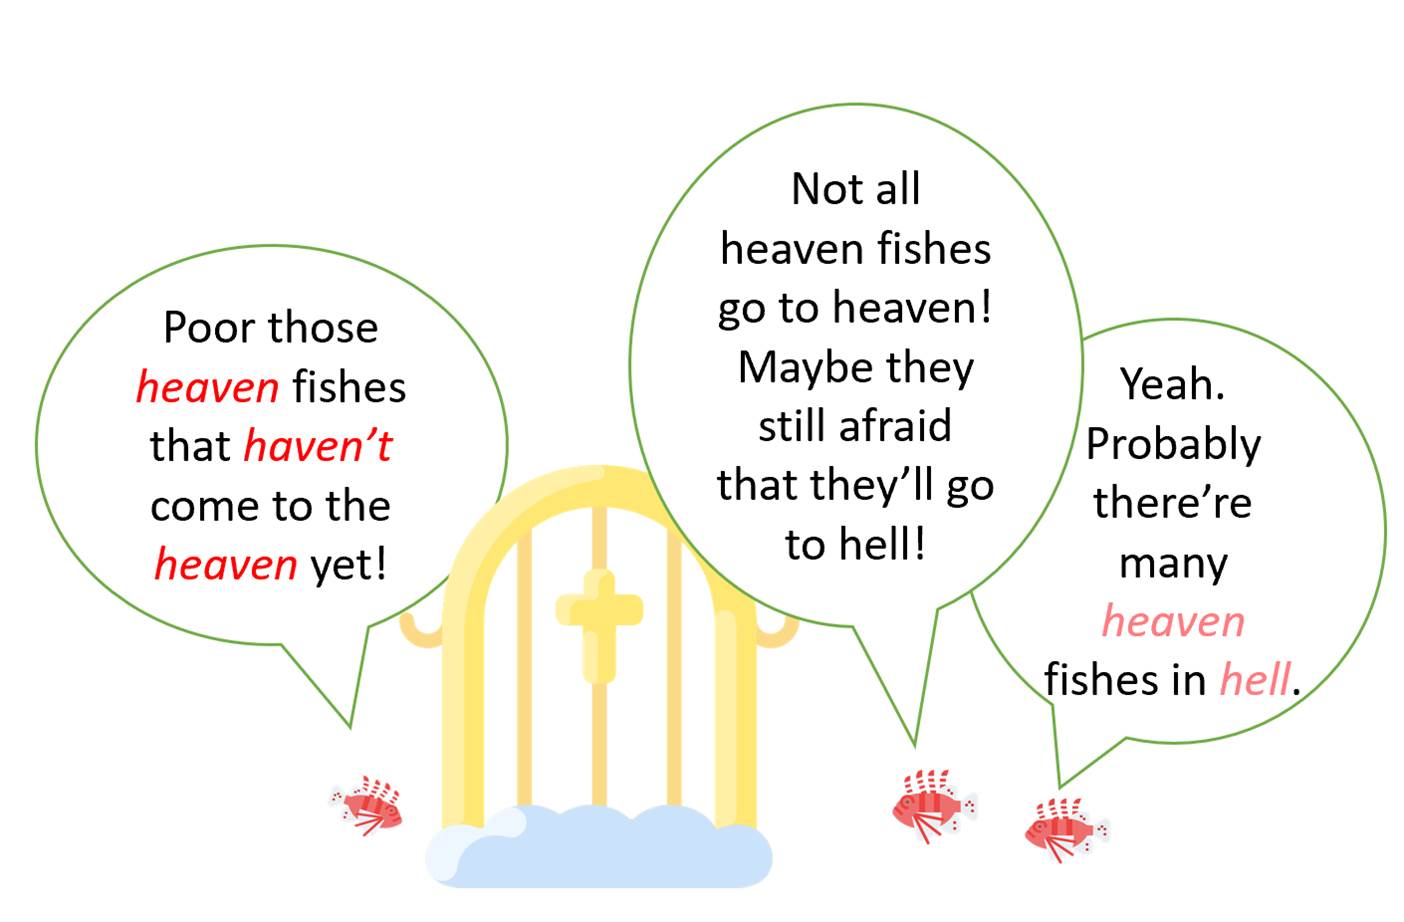 Poor those
heaven fishes
that haven’t
come to the
heaven yet!
Not all
heaven fishes
go to heaven!
Maybe they
still afraid
that they’ll go
to hell!
Yeah.
Probably
there’re
many
heaven
fishes in hell.